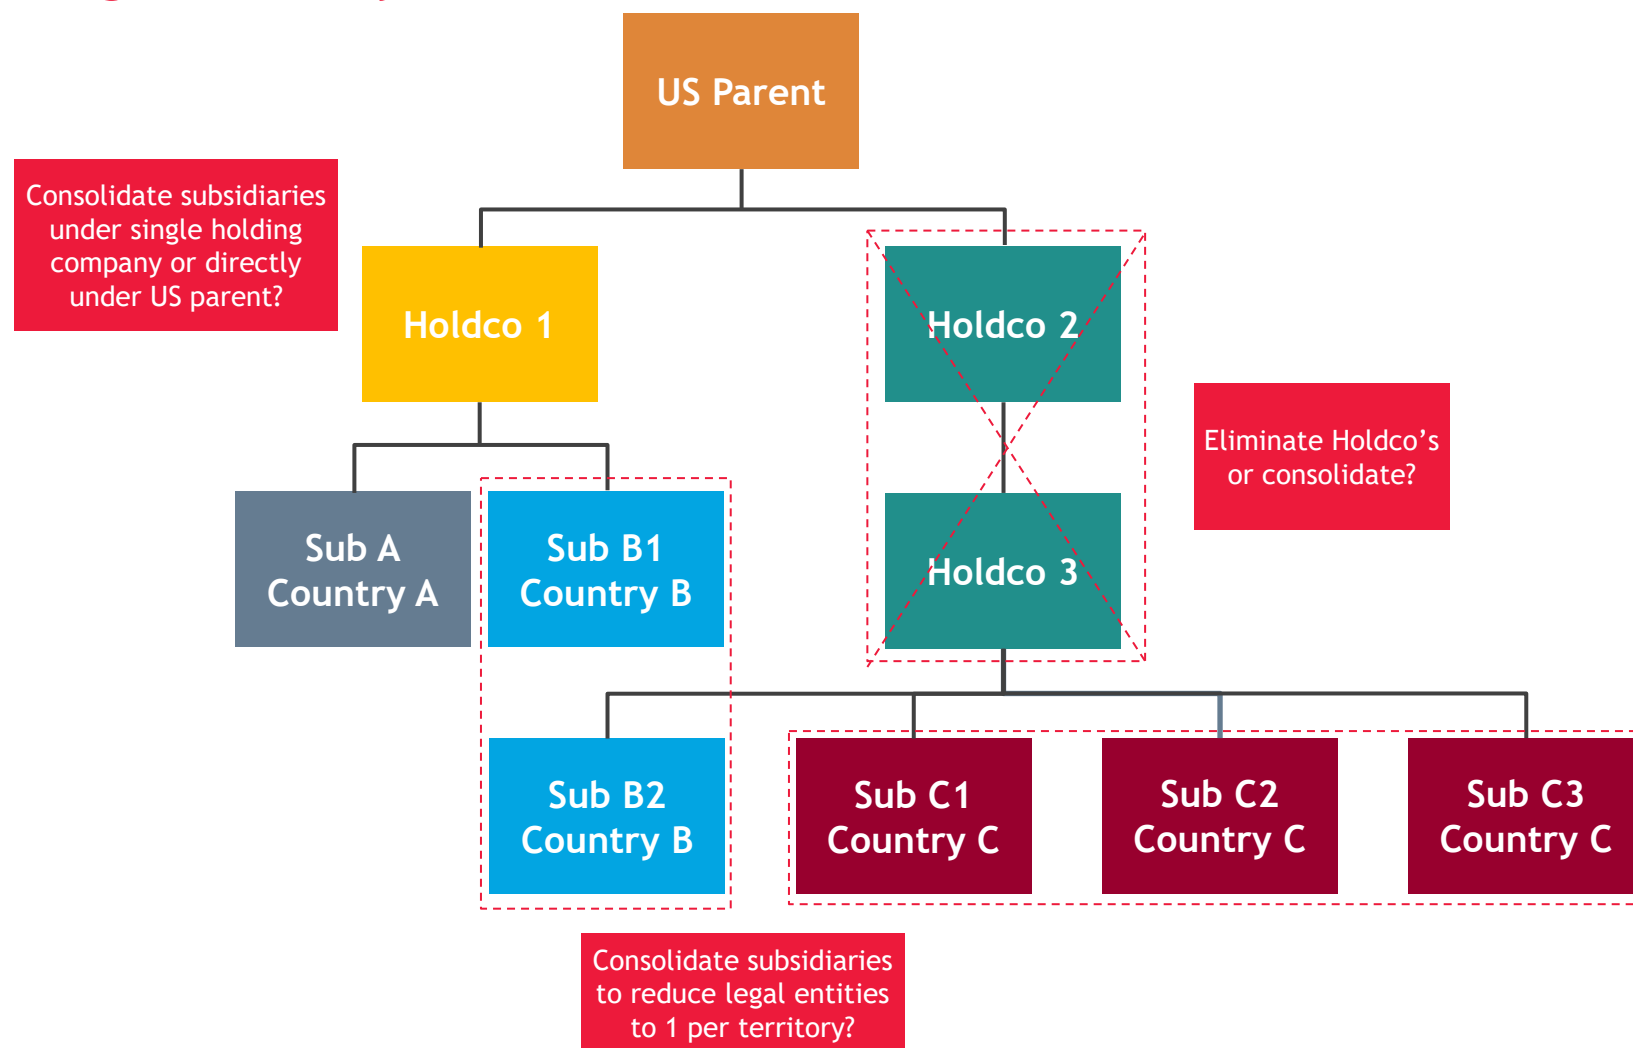 US Parent
Consolidate subsidiaries
under single holding
company or directly
under US parent?
Holdco 1
Holdco 2
Eliminate Holdco’s
or consolidate?
Sub A
Country A
Sub B1
Country B
Holdco 3
Sub B2
Country B
Sub C1
Country C
Sub C2
Country C
Sub C3
Country C
Consolidate subsidiaries
to reduce legal entities
to 1 per territory?